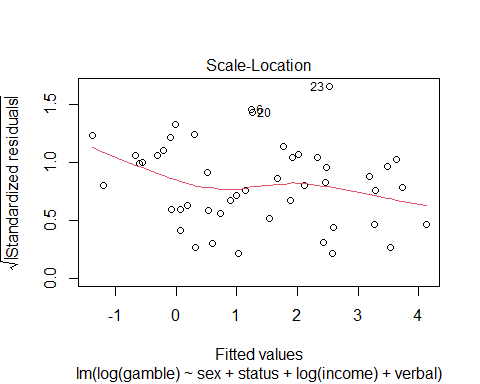 Scale-Location
√|Standardized residuals|
1.5
1.0
0.5
0.0
23
6
20
-1 0 1 2 3 4
Fitted values
lm(log(gamble) ~ sex + status + log(income) + verbal)